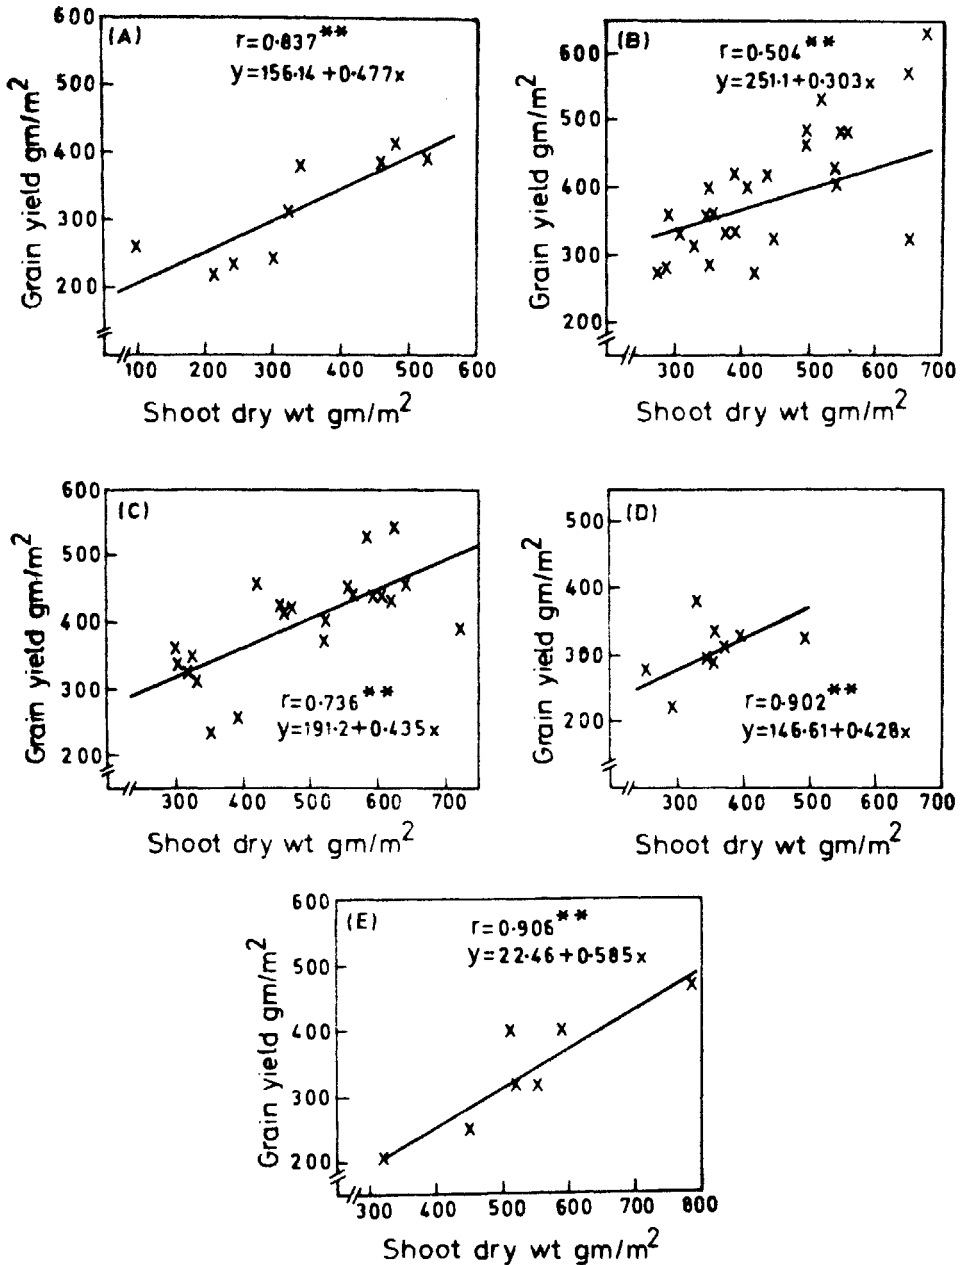 (A)
r=0·837**
y=156·14+0·477x
600
500
400
300
200
100 200 300 400 500 600
Grain yield gm/m²
Shoot dry wt gm/m²
(B)
r=0·504**
y=251·1+0·303x
600
500
400
300
200
300 400 500 600 700
Grain yield gm/m²
Shoot dry wt gm/m²
(C)
r=0·736**
y=191·2+0·435x
600
500
400
300
200
300 400 500 600 700
Grain yield gm/m²
Shoot dry wt gm/m²
(D)
r=0·902**
y=146·61+0·428x
500
400
300
200
300 400 500 600 700
Grain yield gm/m²
Shoot dry wt gm/m²
(E)
r=0·906**
y=22·46+0·585x
600
500
400
300
200
300 400 500 600 700 800
Grain yield gm/m²
Shoot dry wt gm/m²